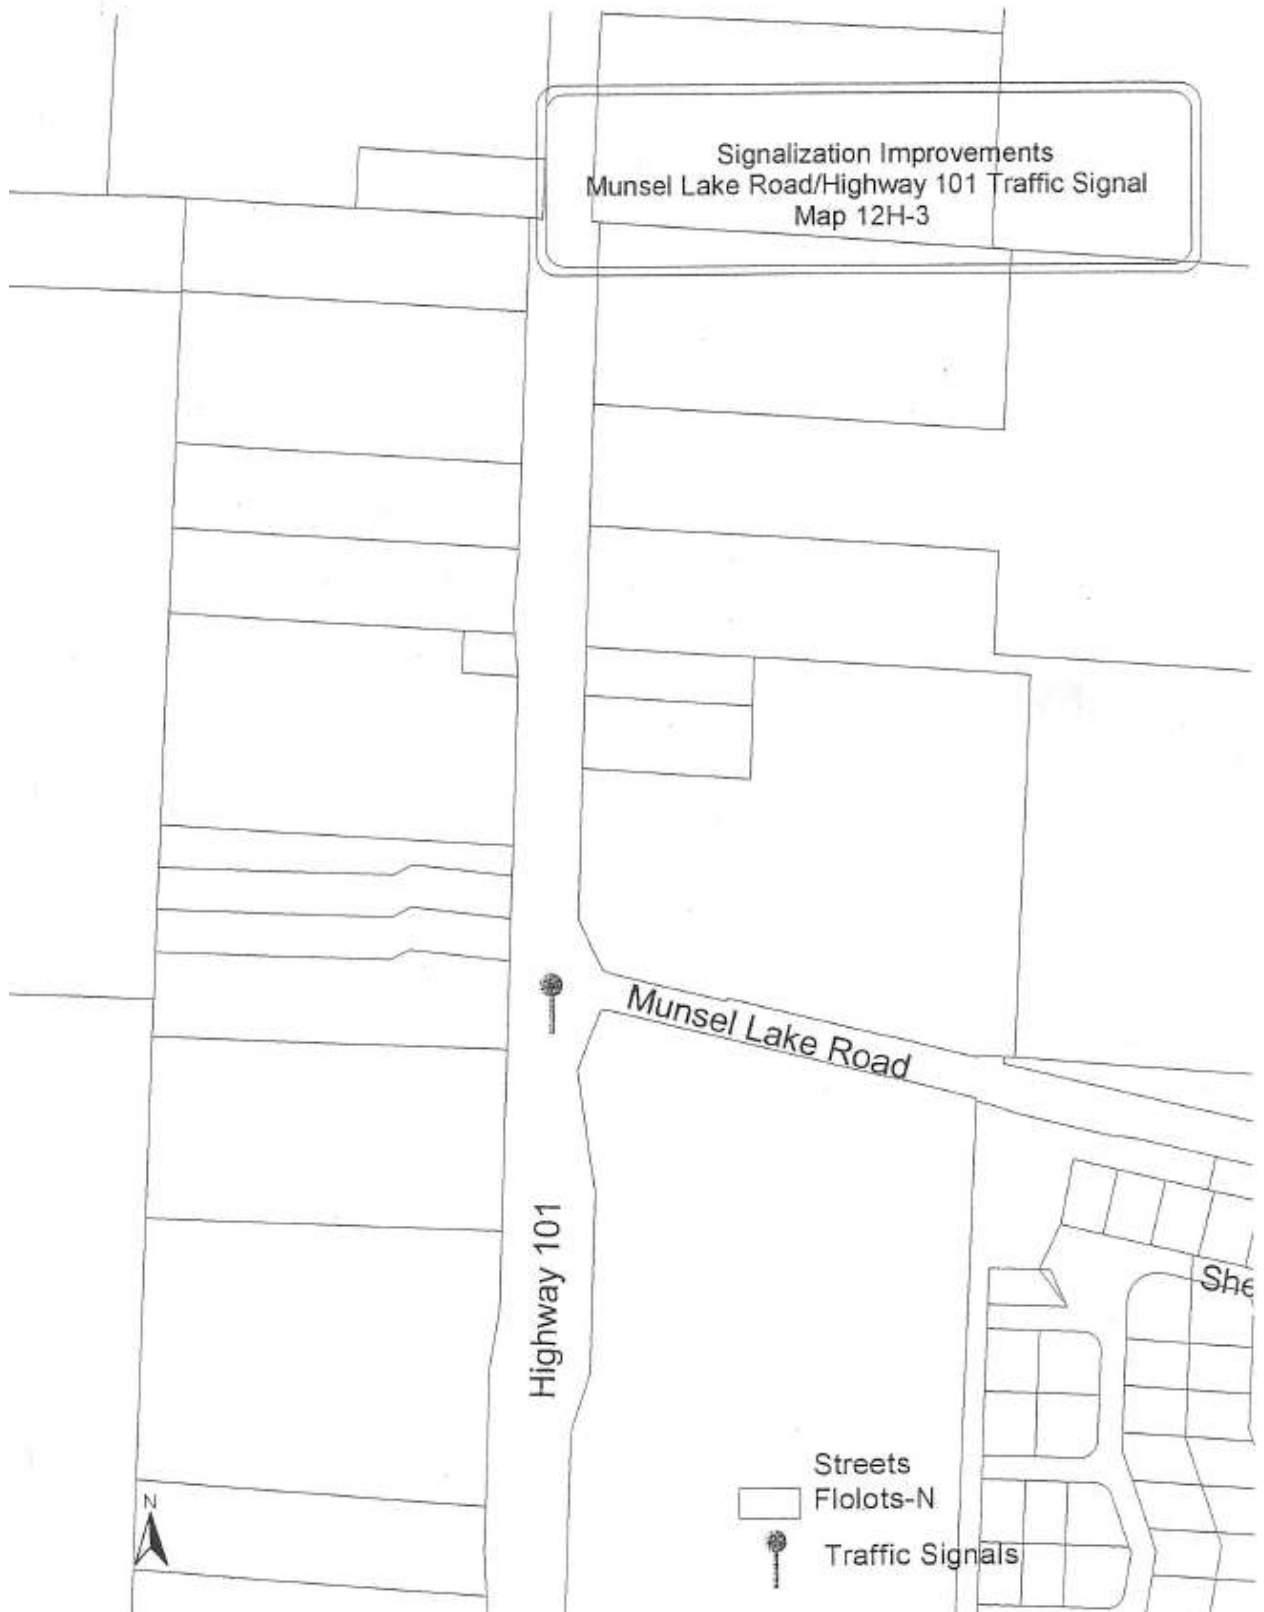 Signalization Improvements
Munsel Lake Road/Highway 101 Traffic Signal
Map 12H-3
Munsel Lake Road
Highway 101
She
Streets
Flolots-N
Traffic Signals
N